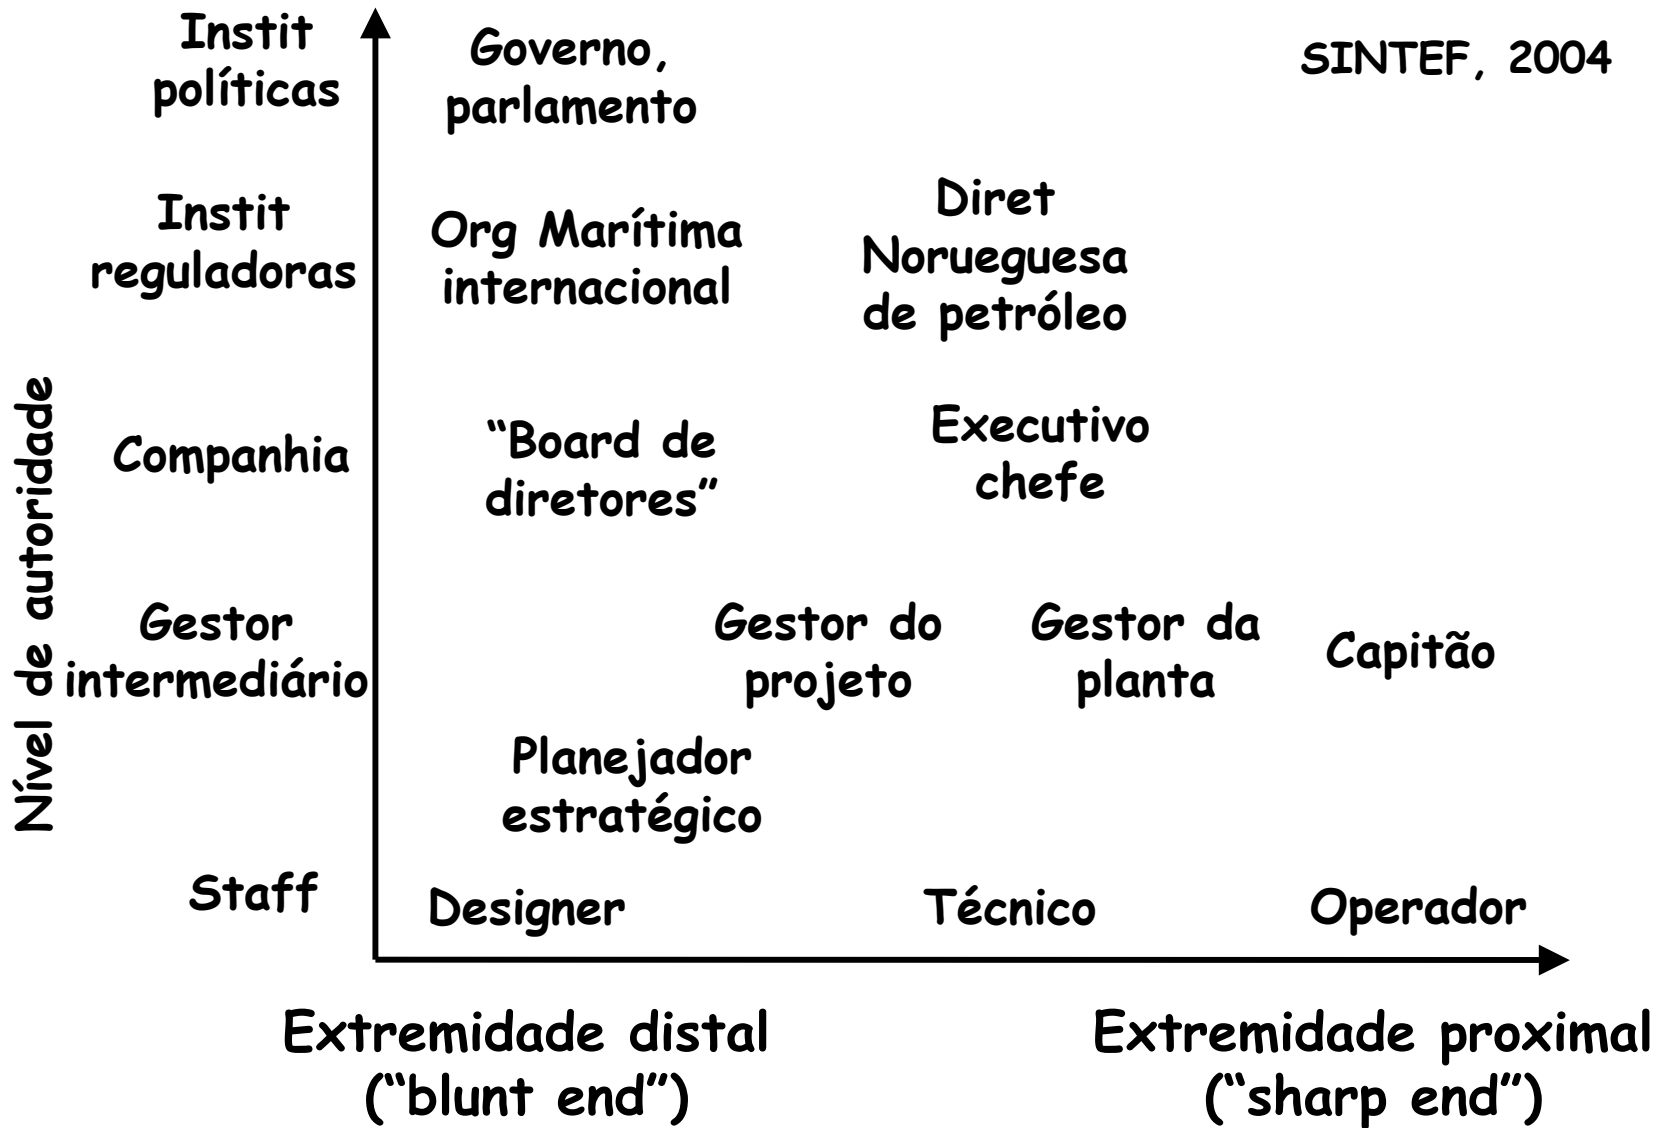 Instit
políticas
Governo,
parlamento
SINTEF, 2004
Instit
reguladoras
Org Marítima
internacional
Diret
Norueguesa
de petróleo
Nível de autoridade
Companhia
“Board de
diretores”
Executivo
chefe
Gestor
intermediário
Gestor do
projeto
Gestor da
planta
Capitão
Planejador
estratégico
Staff
Designer
Técnico
Operador
Extremidade distal
(“blunt end”)
Extremidade proximal
(“sharp end”)